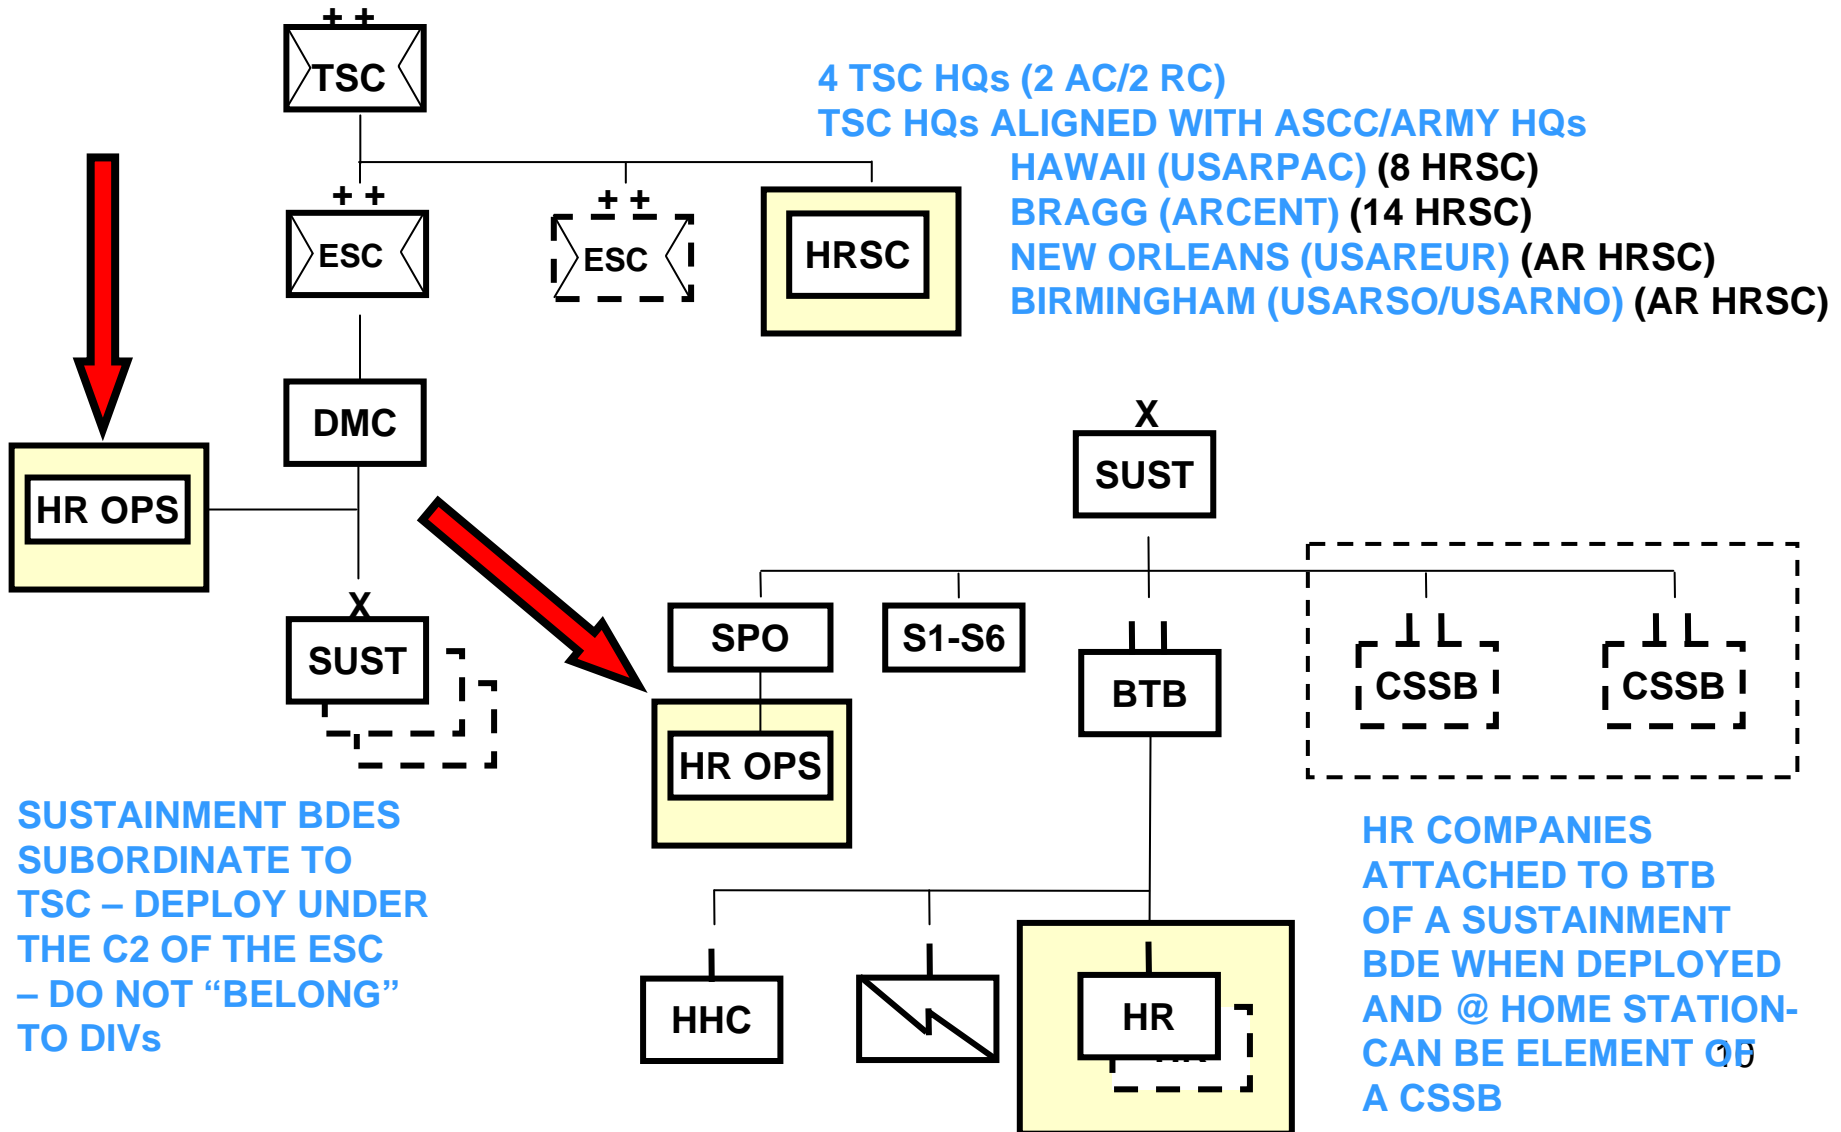 + +
TSC
4 TSC HQs (2 AC/2 RC)
TSC HQs ALIGNED WITH ASCC/ARMY HQs
HAWAII (USARPAC) (8 HRSC)
BRAGG (ARCENT) (14 HRSC)
NEW ORLEANS (USAREUR) (AR HRSC)
BIRMINGHAM (USARSO/USARNO) (AR HRSC)
+ +
ESC
+ +
ESC
HRSC
DMC
HR OPS
X
SUST
X
SUST
SPO
S1-S6
BTB
CSSB
CSSB
HR OPS
SUSTAINMENT BDES
SUBORDINATE TO
TSC – DEPLOY UNDER
THE C2 OF THE ESC
– DO NOT “BELONG”
TO DIVs
HHC
HR
HR COMPANIES
ATTACHED TO BTB
OF A SUSTAINMENT
BDE WHEN DEPLOYED
AND @ HOME STATION-
CAN BE ELEMENT OF
A CSSB